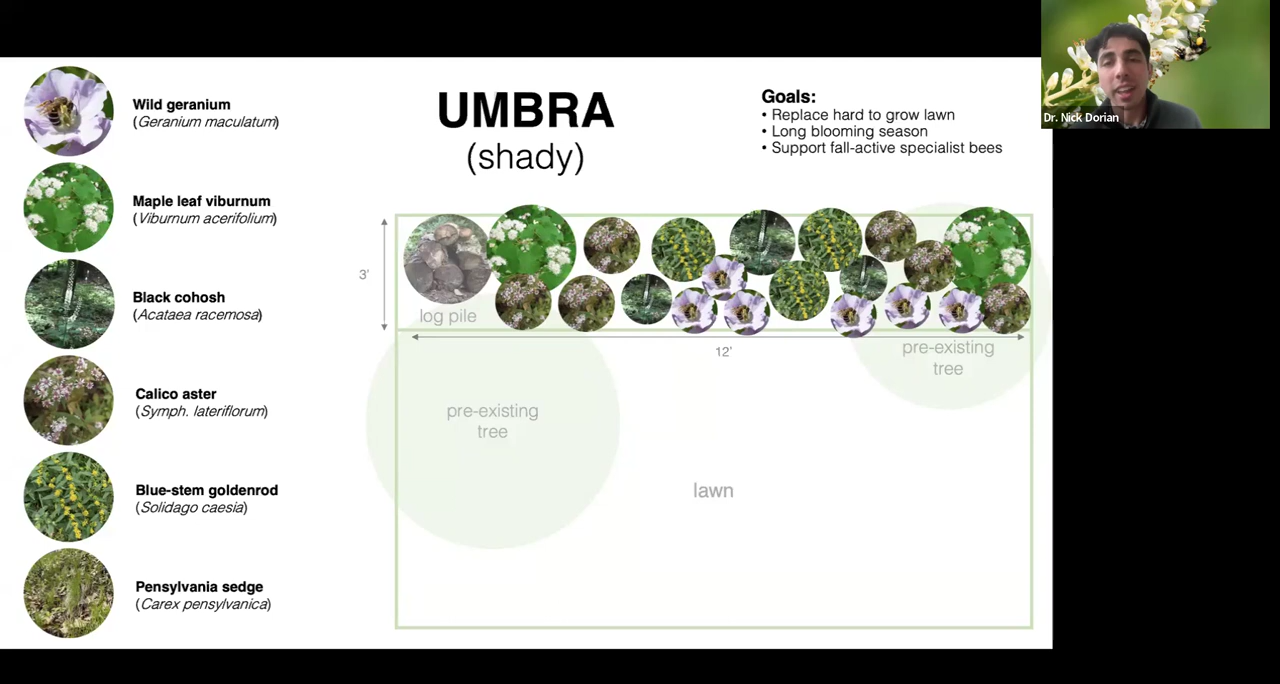 Wild geranium
(Geranium maculatum)
Maple leaf viburnum
(Viburnum acerifolium)
Black cohosh
(Acataea racemosa)
Calico aster
(Symph. lateriflorum)
Blue-stem goldenrod
(Solidago caesia)
Pensylvania sedge
(Carex pensylvanica)
UMBRA
(shady)
Goals:
• Replace hard to grow lawn
• Long blooming season
• Support fall-active specialist bees
Dr. Nick Dorian
3'
log pile
12'
pre-existing
tree
pre-existing
tree
lawn